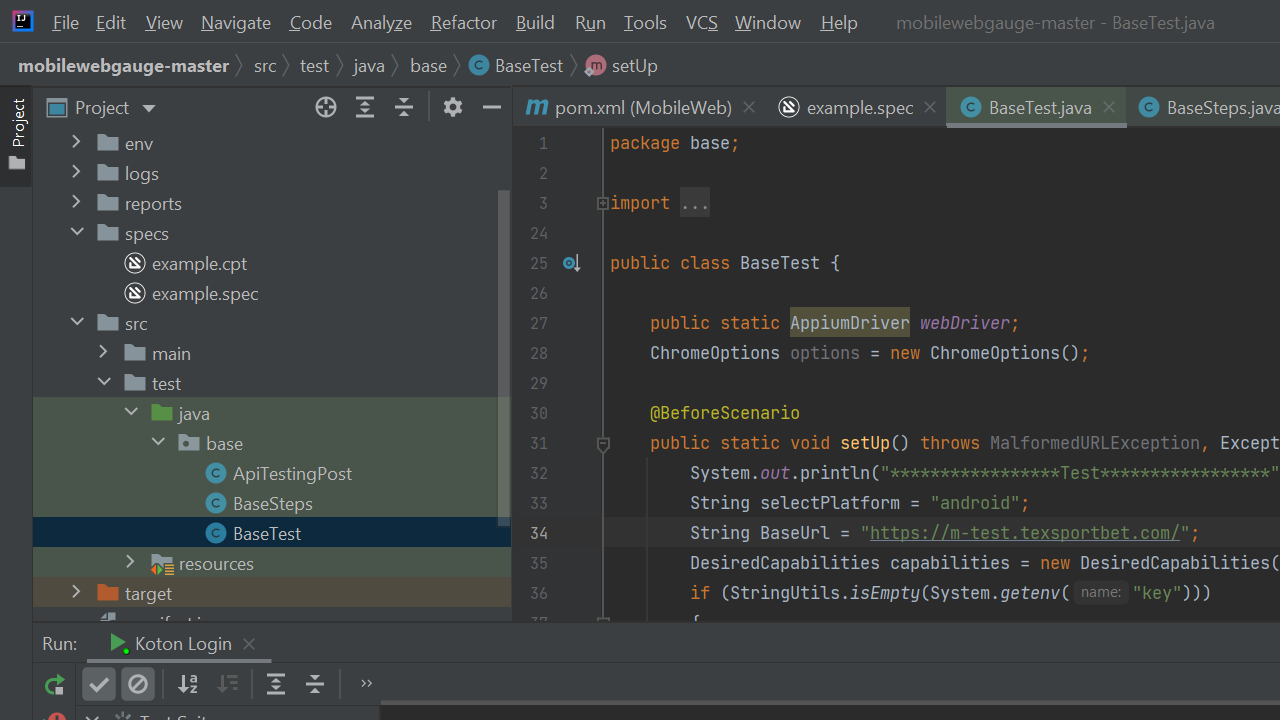 File Edit View Navigate Code Analyze Refactor Build Run Tools VCS Window Help mobilewebgauge-master - BaseTest.java
mobilewebgauge-master src test java base BaseTest setUp
Project
Project
env
logs
reports
specs
example.cpt
example.spec
src
main
test
java
base
ApiTestingPost
BaseSteps
BaseTest
resources
target
pom.xml (MobileWeb) example.spec BaseTest.java BaseSteps.java
1 package base;
2
3 import ...
24
25 public class BaseTest {
26
27 public static AppiumDriver webDriver;
28 ChromeOptions options = new ChromeOptions();
29
30 @BeforeScenario
31 public static void setUp() throws MalformedURLException, Except
32 System.out.println("*****************Test*****************"
33 String selectPlatform = "android";
34 String BaseUrl = "https://m-test.texsportbet.com/";
35 DesiredCapabilities capabilities = new DesiredCapabilities(
36 if (StringUtils.isEmpty(System.getenv( name: "key")))
37 {
Run: Koton Login